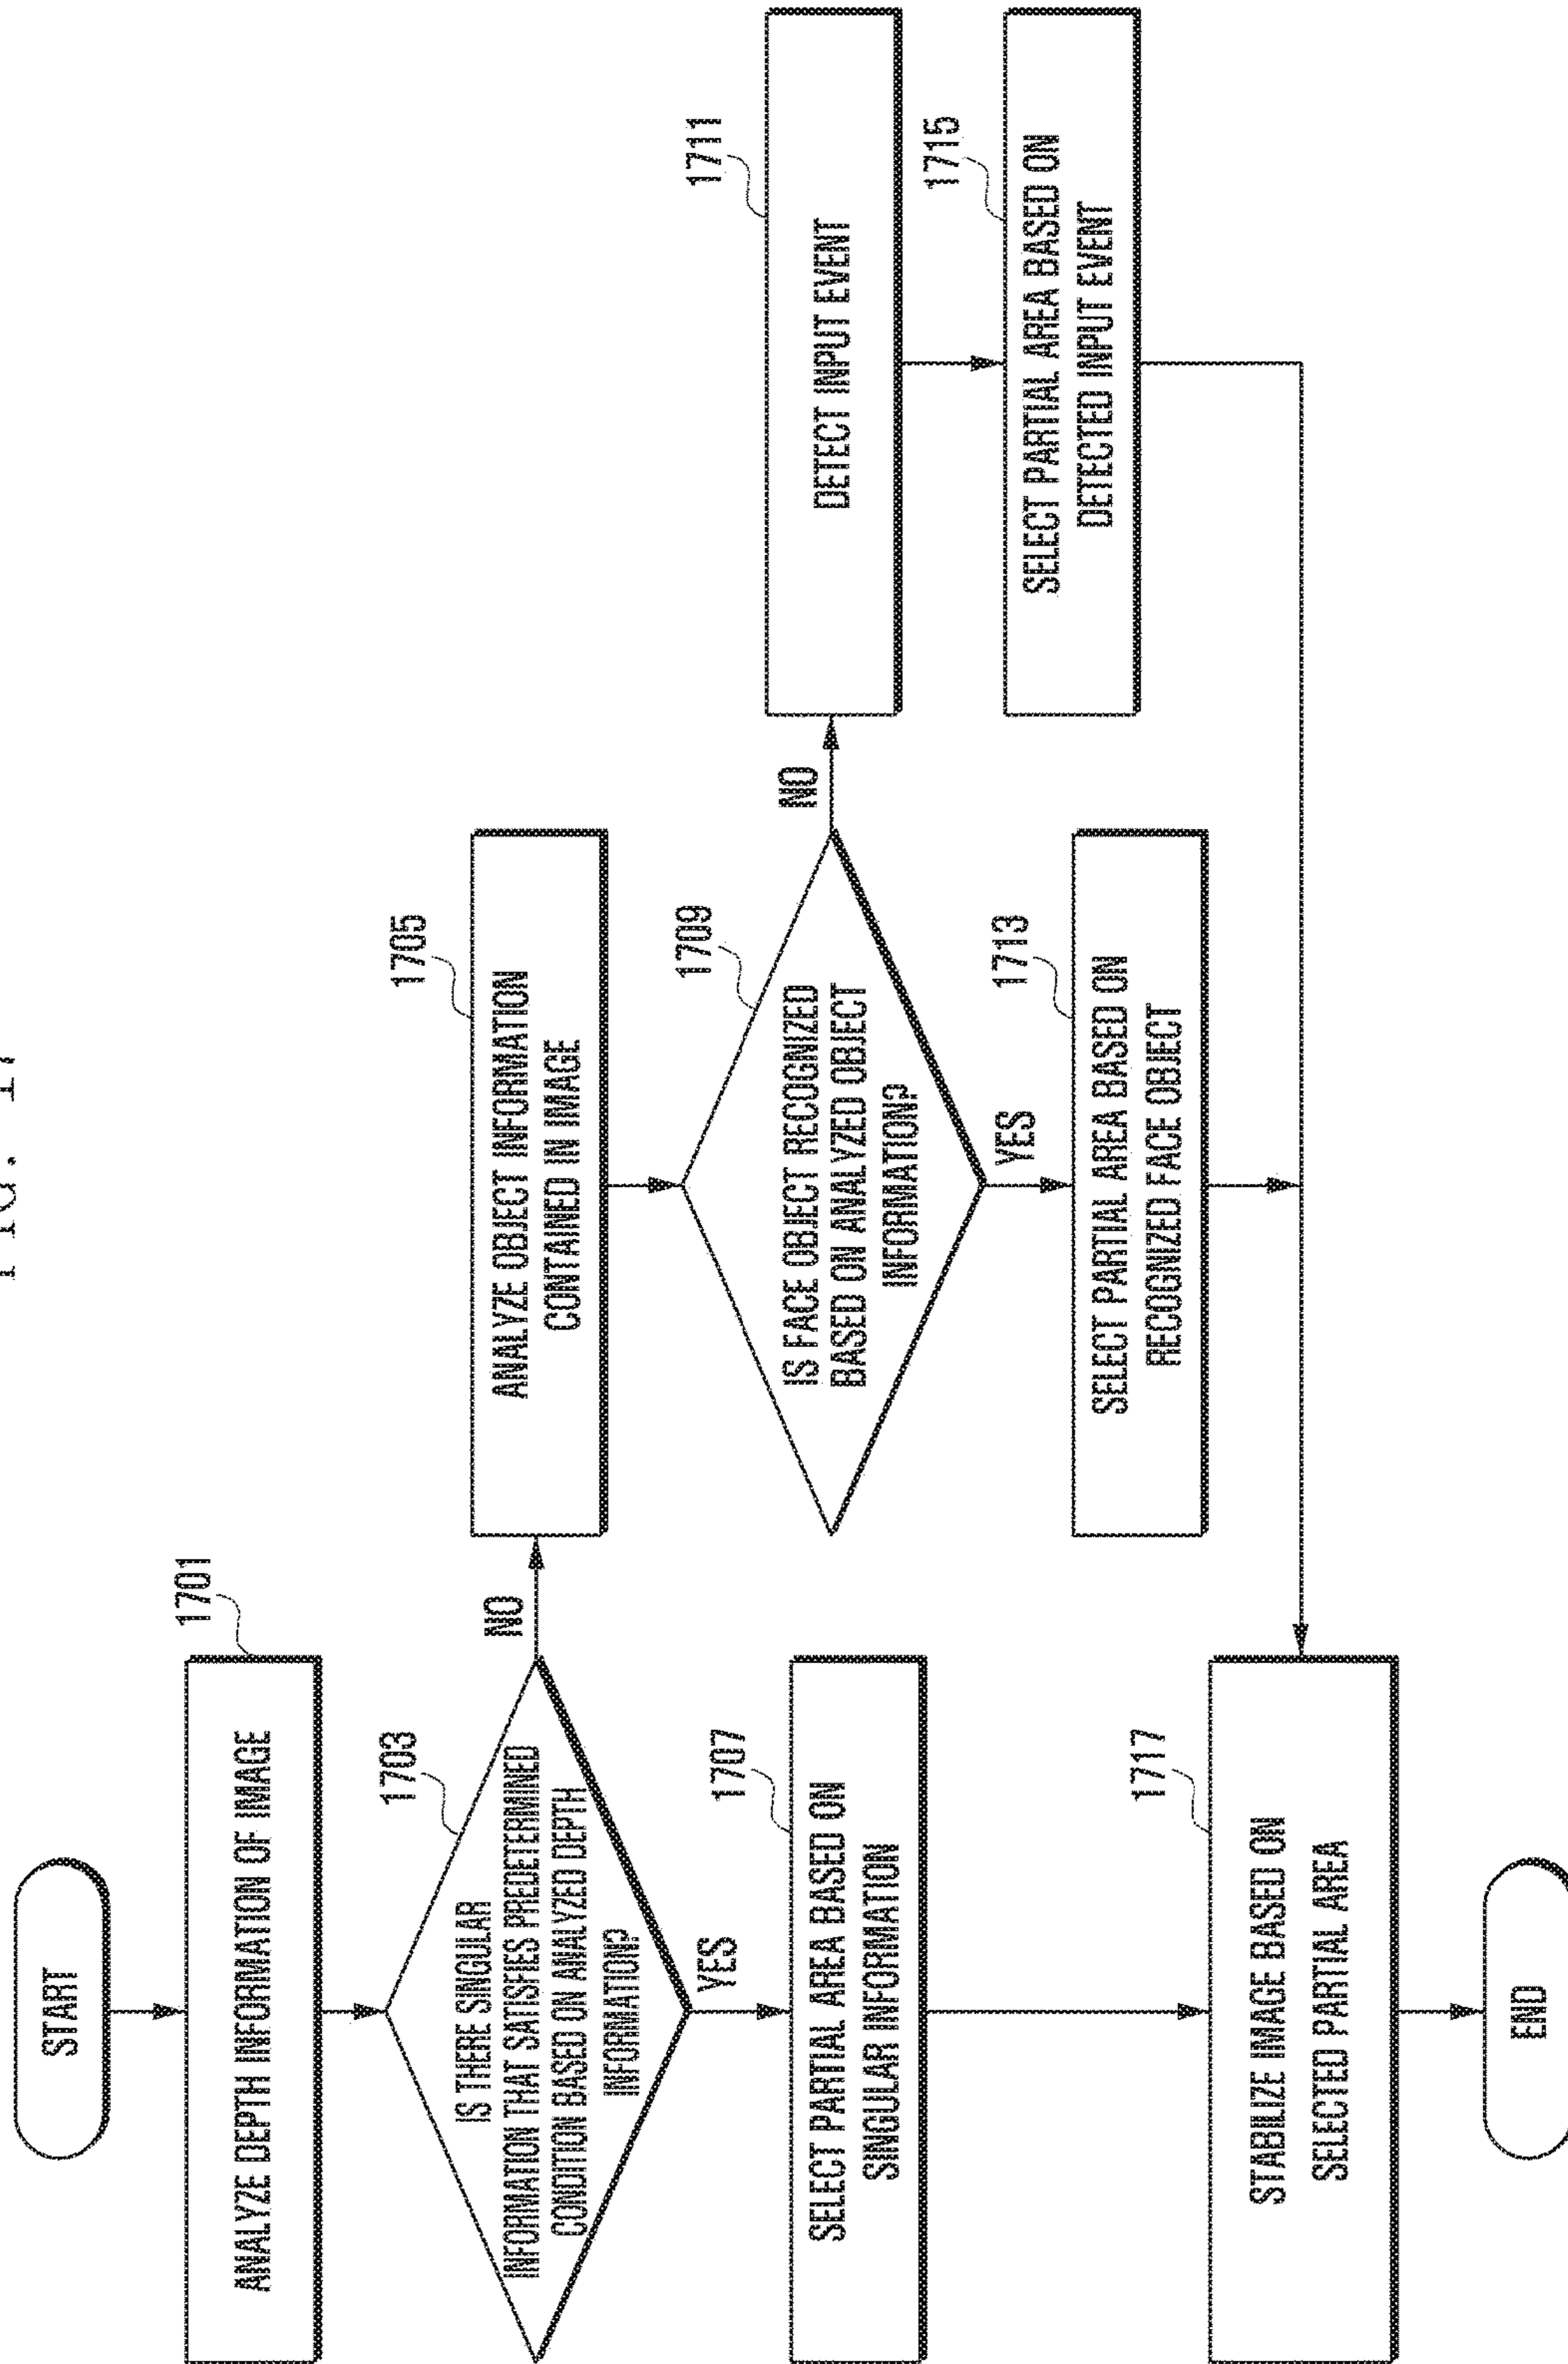 FIG. 17
START
1701
ANALYZE DEPTH INFORMATION OF IMAGE
1703
IS THERE SINGULAR
INFORMATION THAT SATISFIES PREDETERMINED
CONDITION BASED ON ANALYZED DEPTH
INFORMATION?
NO
YES
1705
ANALYZE OBJECT INFORMATION
CONTAINED IN IMAGE
1707
SELECT PARTIAL AREA BASED ON
SINGULAR INFORMATION
1709
IS FACE OBJECT RECOGNIZED
BASED ON ANALYZED OBJECT
INFORMATION?
NO
YES
1711
DETECT INPUT EVENT
1713
SELECT PARTIAL AREA BASED ON
RECOGNIZED FACE OBJECT
1715
SELECT PARTIAL AREA BASED ON
DETECTED INPUT EVENT
1717
STABILIZE IMAGE BASED ON
SELECTED PARTIAL AREA
END